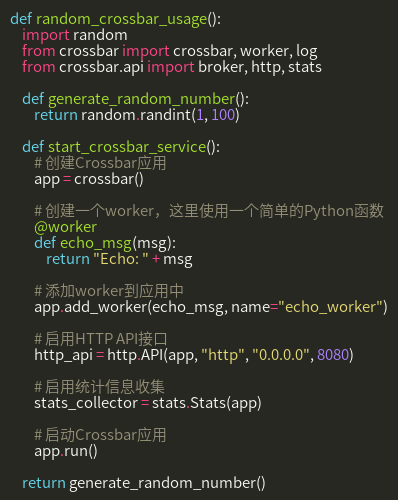 def random_crossbar_usage():
import random
from crossbar import crossbar, worker, log
from crossbar.api import broker, http, stats
def generate_random_number():
return random.randint(1, 100)
def start_crossbar_service():
# 创建Crossbar应用
app = crossbar()
# 创建一个worker，这里使用一个简单的Python函数
@worker
def echo_msg(msg):
return "Echo: " + msg
# 添加worker到应用中
app.add_worker(echo_msg, name="echo_worker")
# 启用HTTP API接口
http_api = http.API(app, "http", "0.0.0.0", 8080)
# 启用统计信息收集
stats_collector = stats.Stats(app)
# 启动Crossbar应用
app.run()
return generate_random_number()